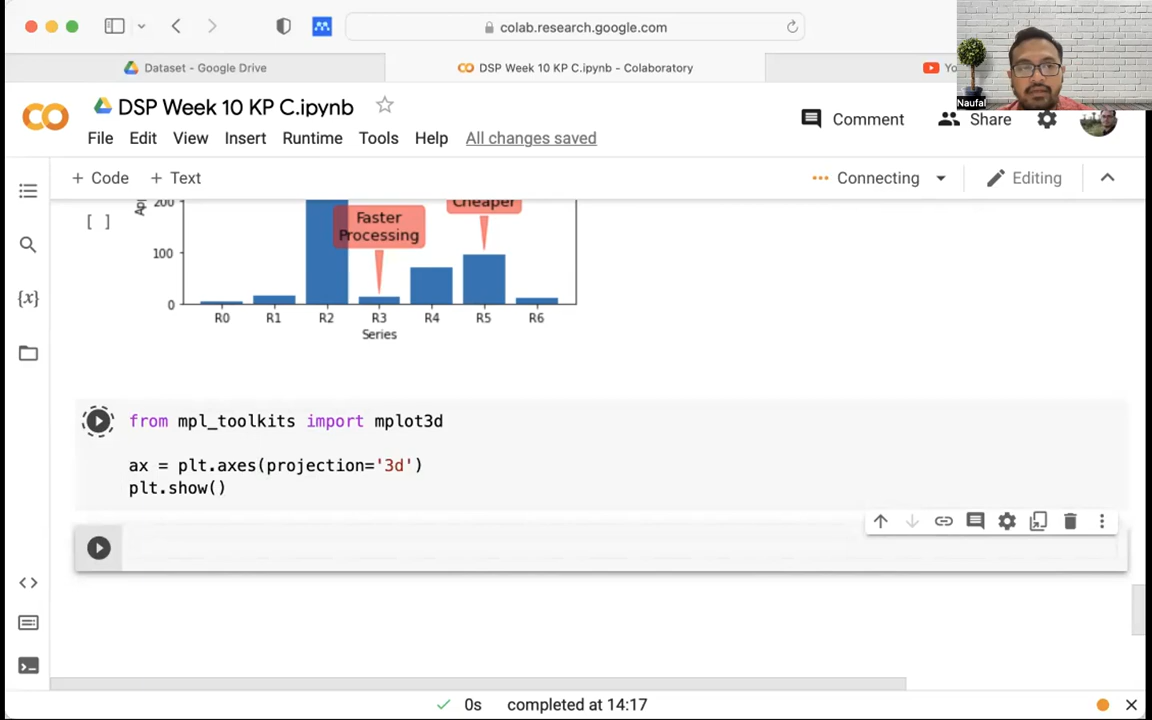 colab.research.google.com
Naufal
Dataset - Google Drive
DSP Week 10 KP C.ipynb - Colaboratory
Yo
DSP Week 10 KP C.ipynb
File Edit View Insert Runtime Tools Help All changes saved
Comment
Share
+ Code + Text
Connecting
Editing
[ ]
200
100
0
Faster
Processing
Cheaper
R0 R1 R2 R3 R4 R5 R6
Series
from mpl_toolkits import mplot3d
ax = plt.axes(projection='3d')
plt.show()
{x}
0s completed at 14:17